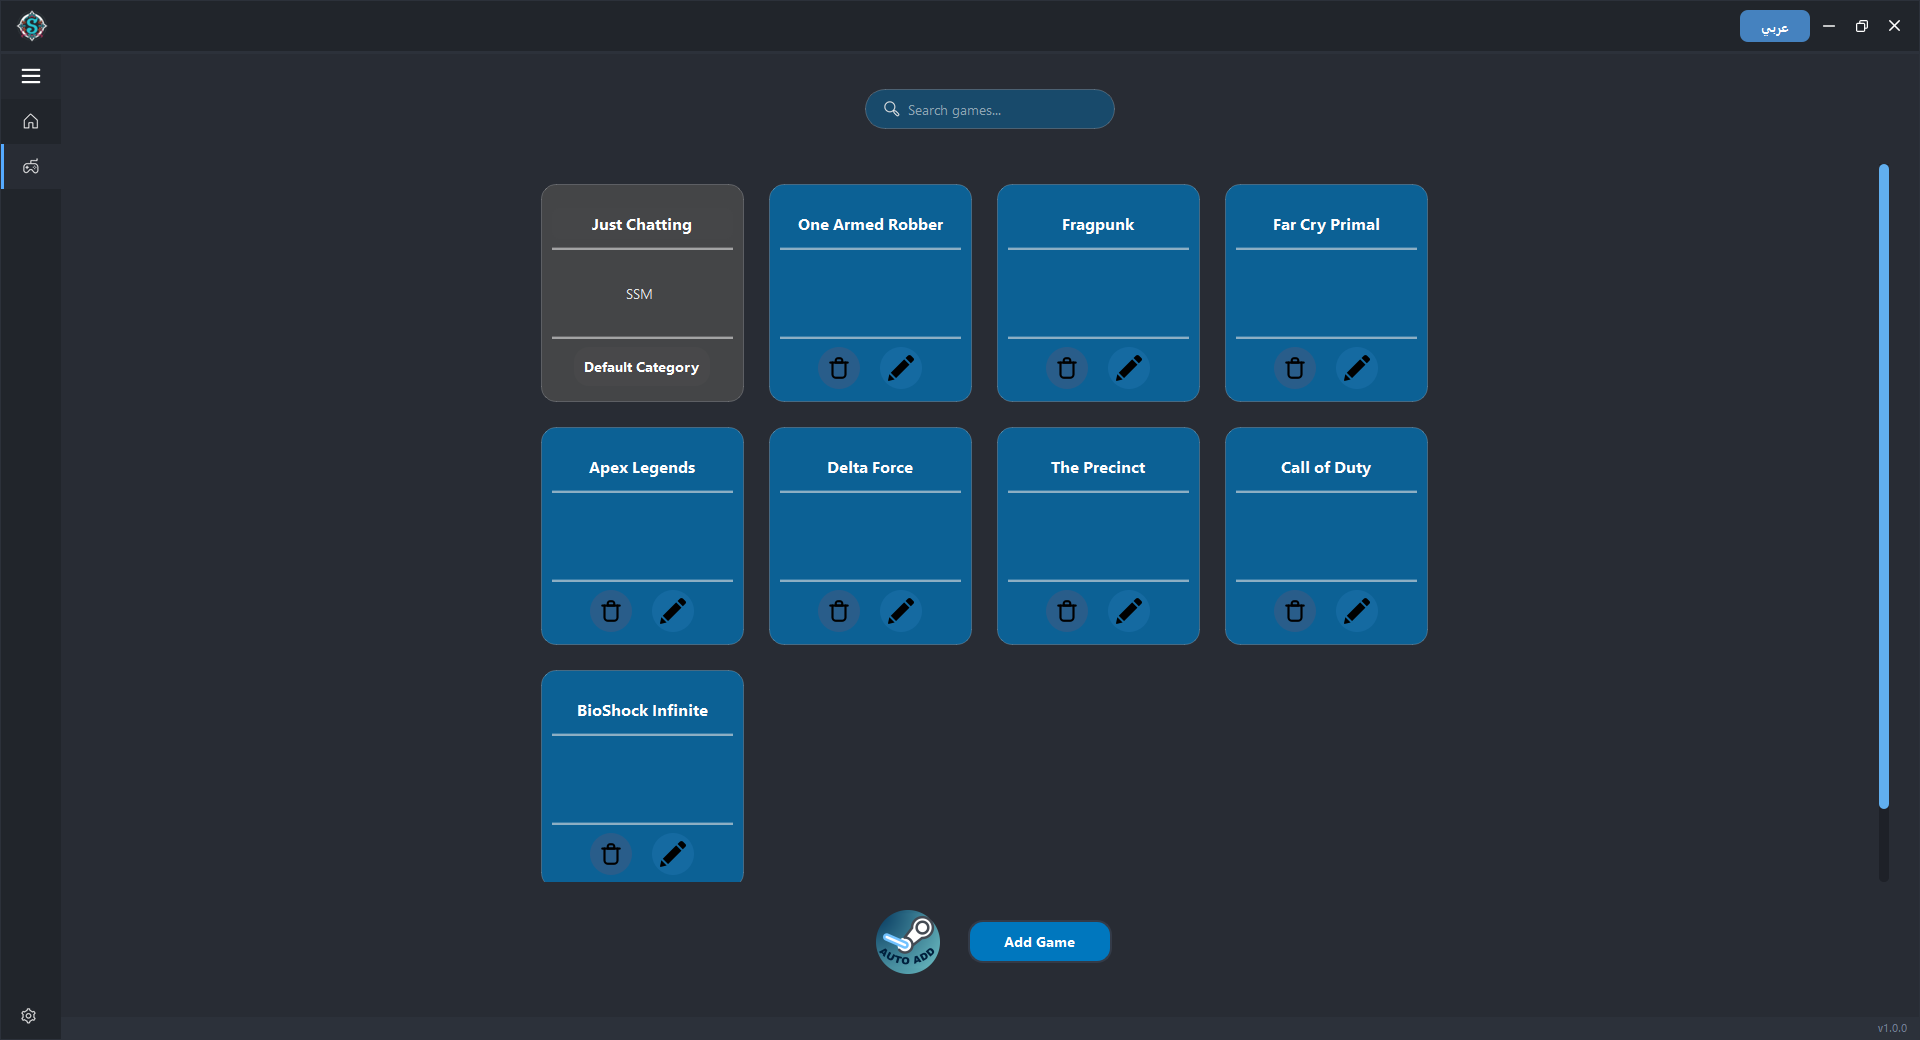 S
عربي
Search games...
Just Chatting
SSM
Default Category
One Armed Robber
Fragpunk
Far Cry Primal
Apex Legends
Delta Force
The Precinct
Call of Duty
BioShock Infinite
AUTO ADD
Add Game
v1.0.0